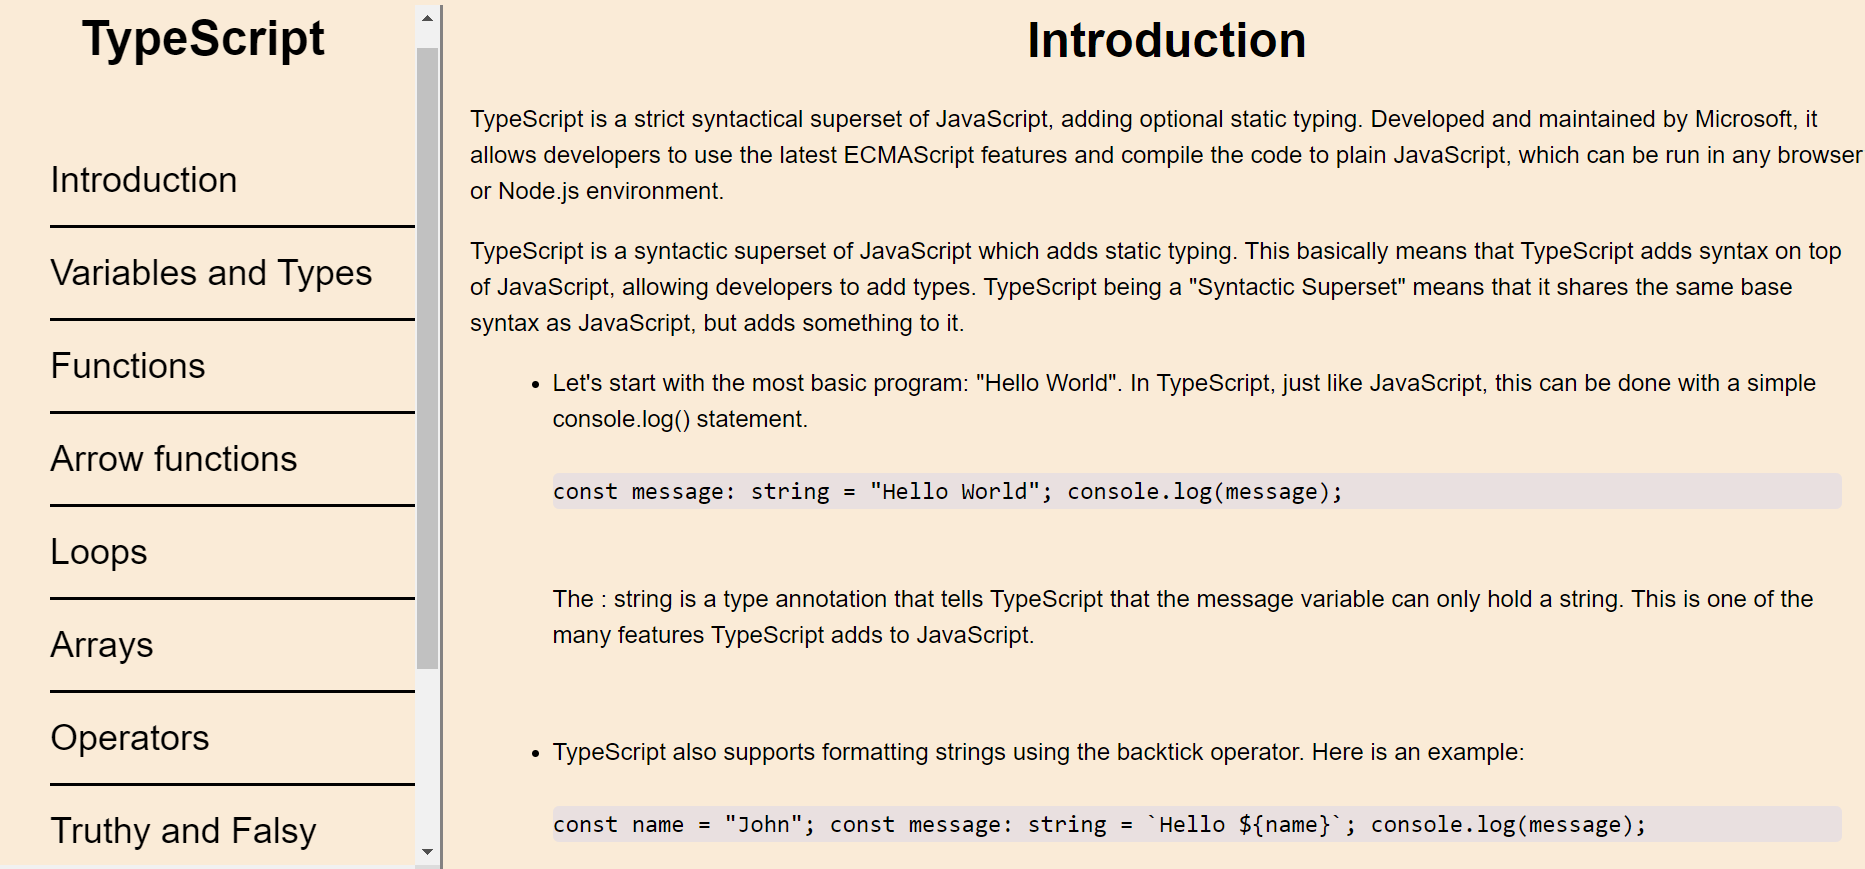 TypeScript
Introduction
Variables and Types
Functions
Arrow functions
Loops
Arrays
Operators
Truthy and Falsy
Introduction
TypeScript is a strict syntactical superset of JavaScript, adding optional static typing. Developed and maintained by Microsoft, it
allows developers to use the latest ECMAScript features and compile the code to plain JavaScript, which can be run in any browser
or Node.js environment.
TypeScript is a syntactic superset of JavaScript which adds static typing. This basically means that TypeScript adds syntax on top
of JavaScript, allowing developers to add types. TypeScript being a "Syntactic Superset" means that it shares the same base
syntax as JavaScript, but adds something to it.
• Let's start with the most basic program: "Hello World". In TypeScript, just like JavaScript, this can be done with a simple
console.log() statement.
const message: string = "Hello World"; console.log(message);
The : string is a type annotation that tells TypeScript that the message variable can only hold a string. This is one of the
many features TypeScript adds to JavaScript.
• TypeScript also supports formatting strings using the backtick operator. Here is an example:
const name = "John"; const message: string = `Hello ${name}`; console.log(message);